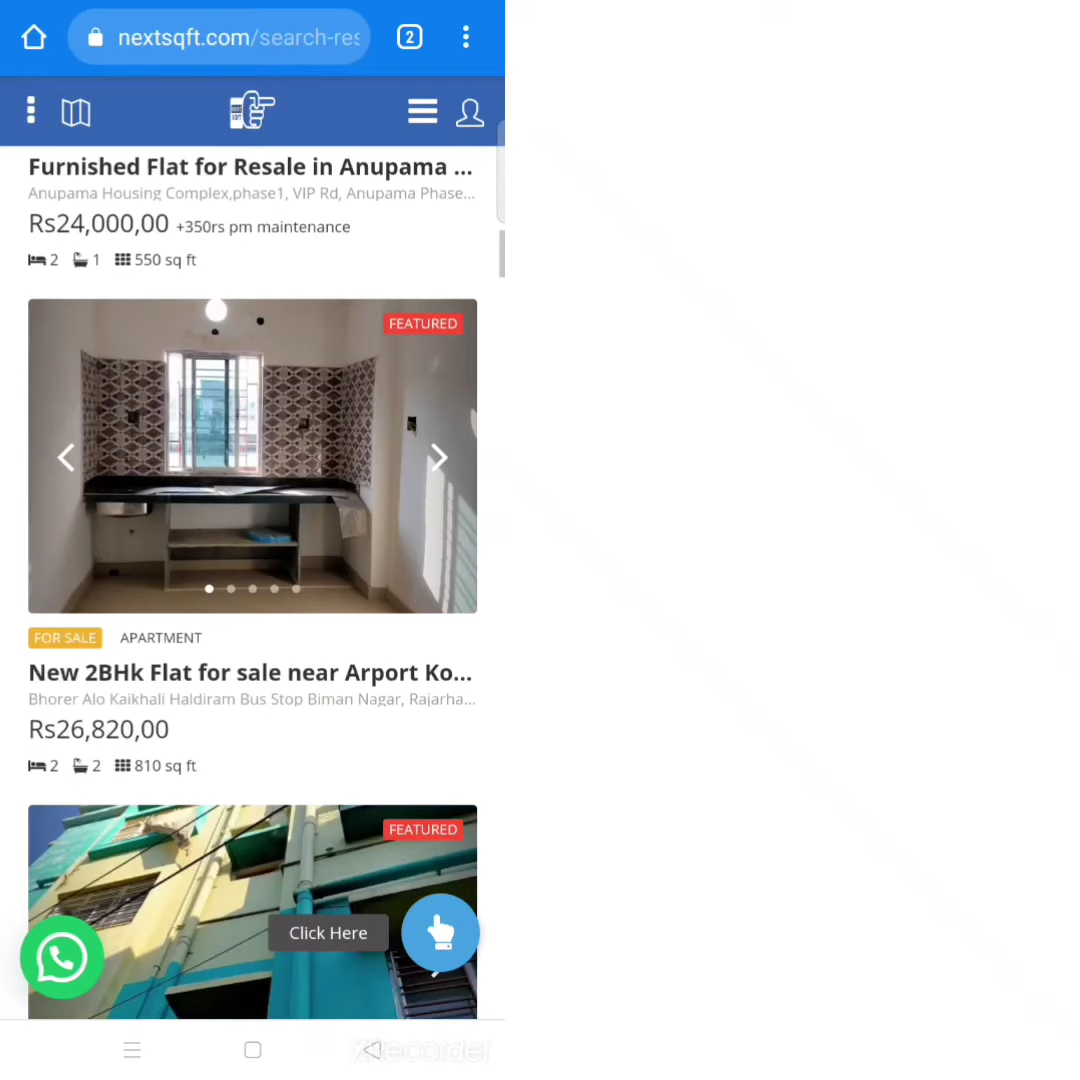 nextsqft.com/search-res
2
NEXT
SQFT
Furnished Flat for Resale in Anupama ...
Anupama Housing Complex,phase1, VIP Rd, Anupama Phase...
Rs24,000,00 +350rs pm maintenance
2 1 550 sq ft
FEATURED
FOR SALE APARTMENT
New 2BHk Flat for sale near Arport Ko...
Bhorer Alo Kaikhali Haldiram Bus Stop Biman Nagar, Rajarha...
Rs26,820,00
2 2 810 sq ft
FEATURED
Click Here
XRecorder